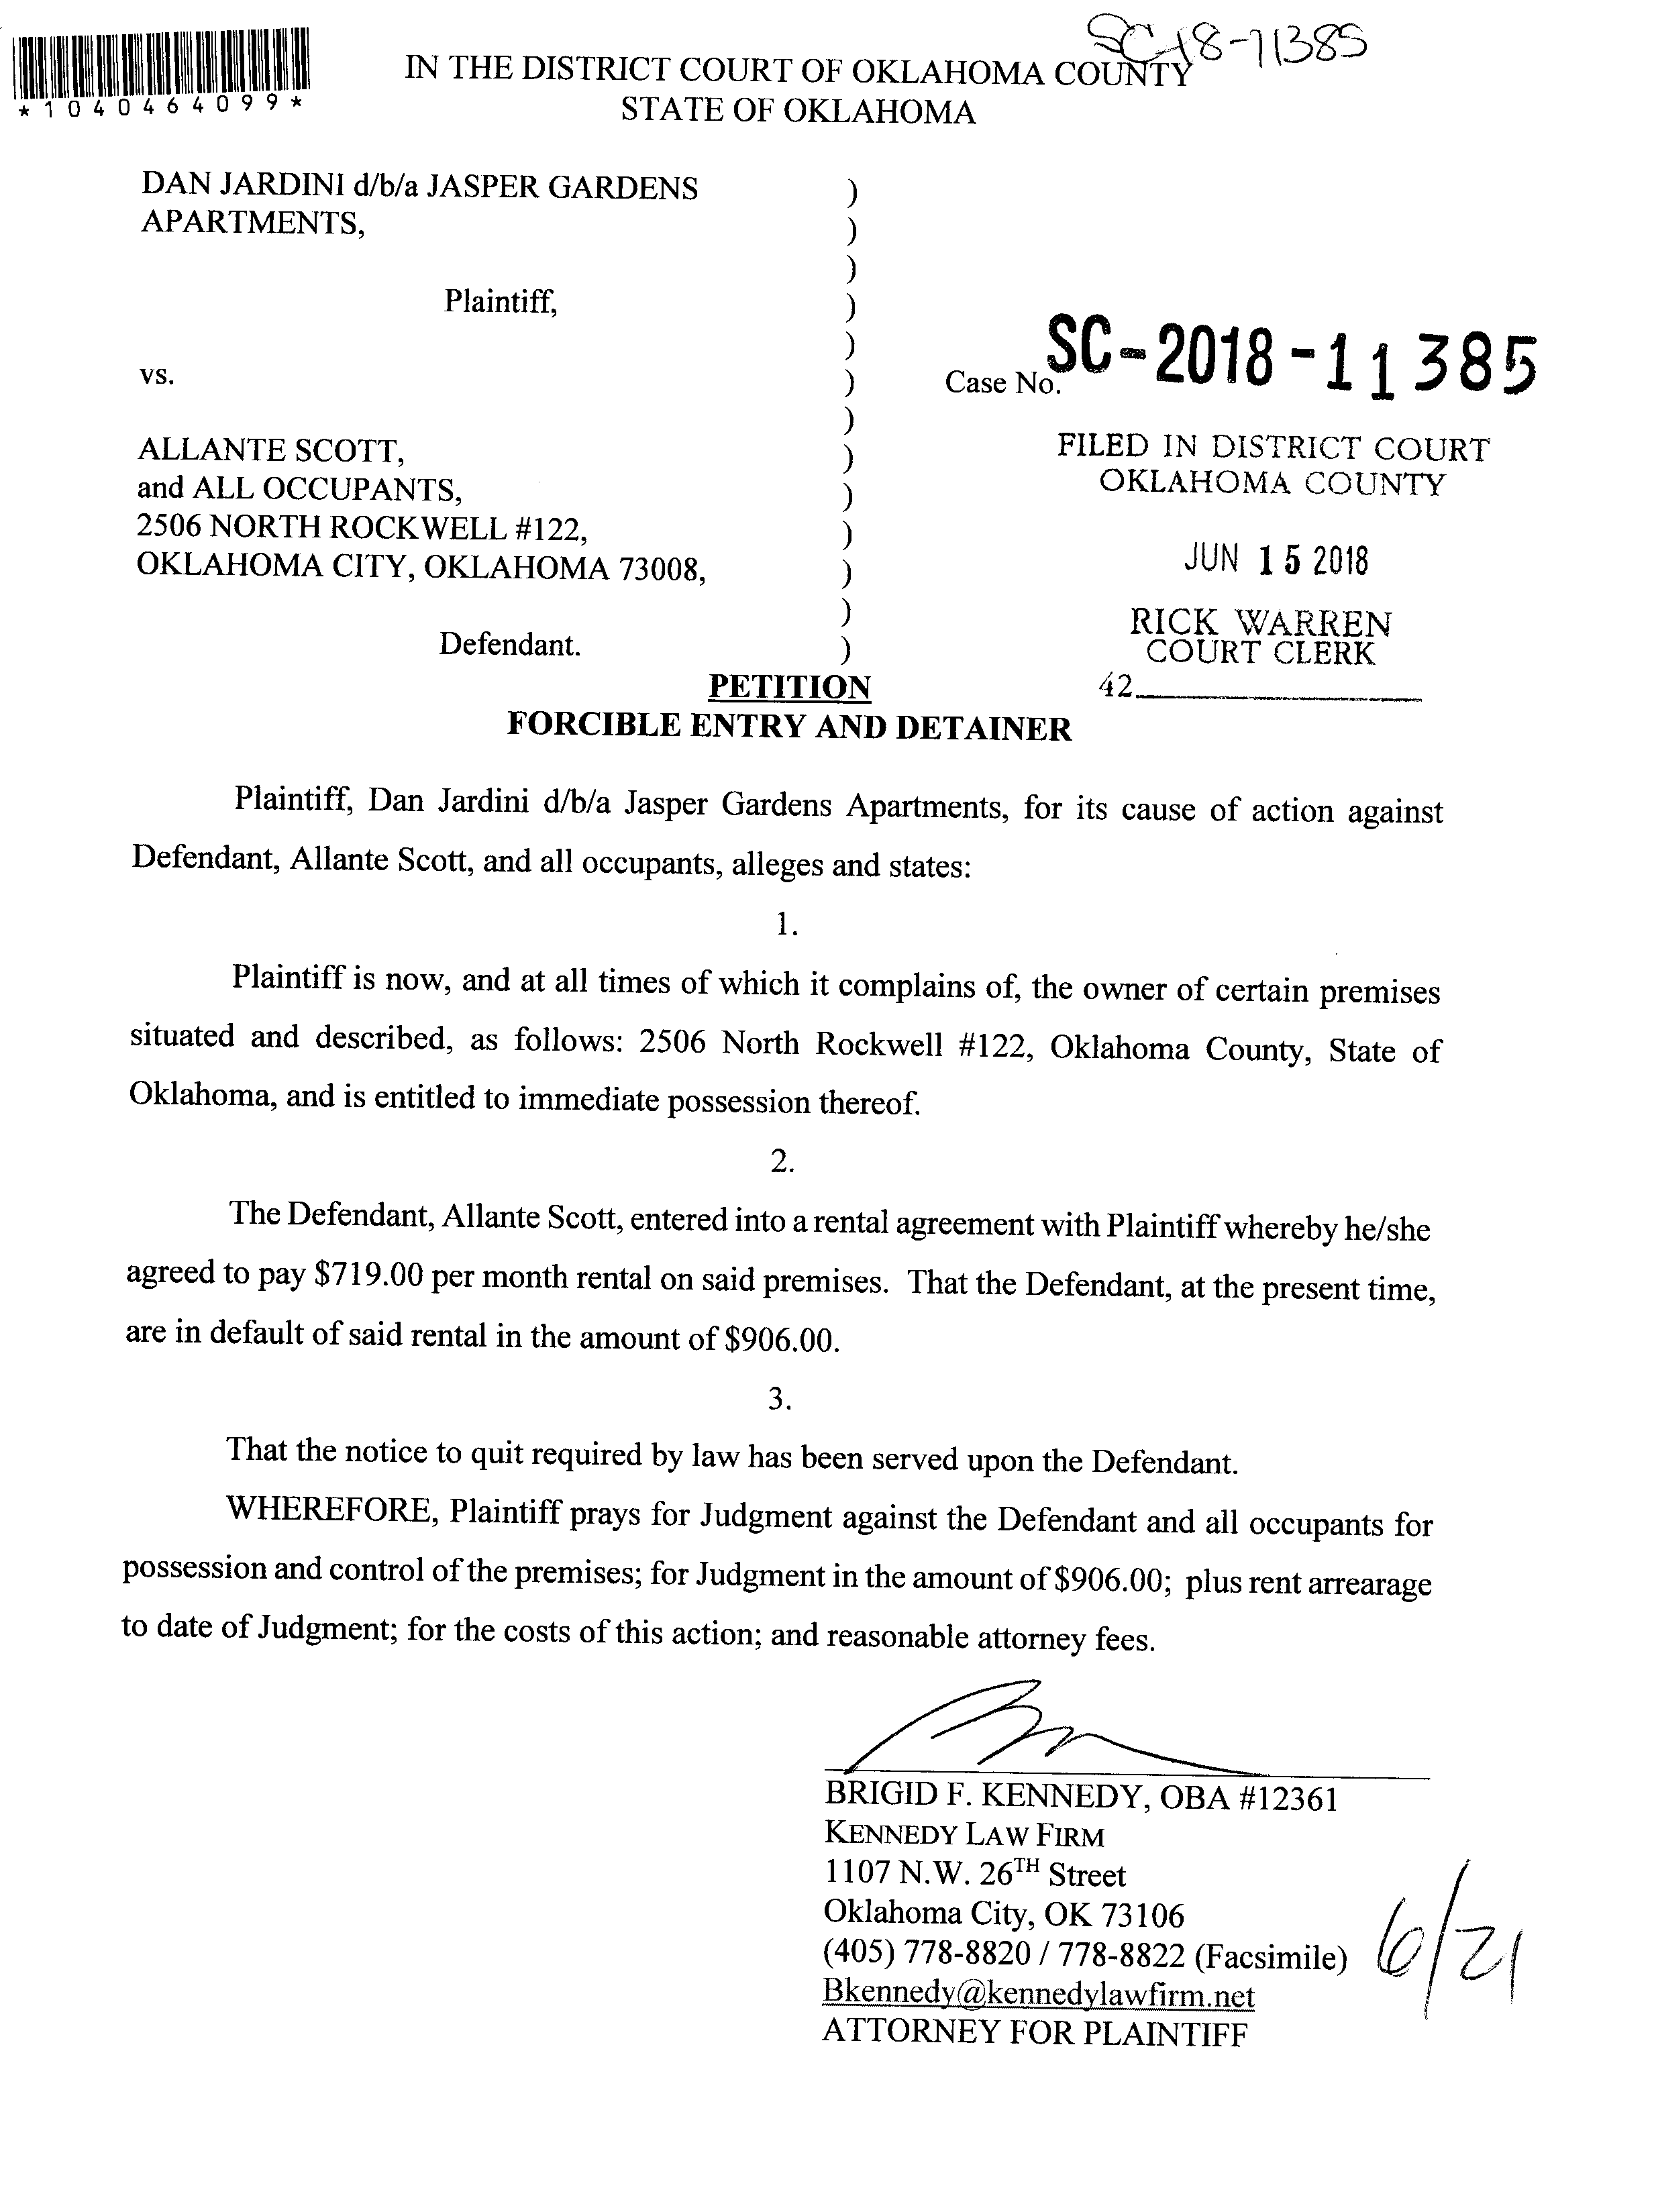 SC-18-11385
*1040464099*
IN THE DISTRICT COURT OF OKLAHOMA COUNTY
STATE OF OKLAHOMA
DAN JARDINI d/b/a JASPER GARDENS )
APARTMENTS, )
)
Plaintiff, )
)
vs. ) Case No. SC-2018-11385
)
ALLANTE SCOTT, ) FILED IN DISTRICT COURT
and ALL OCCUPANTS, ) OKLAHOMA COUNTY
2506 NORTH ROCKWELL #122, )
OKLAHOMA CITY, OKLAHOMA 73008, ) JUN 15 2018
)
RICK WARREN
Defendant. ) COURT CLERK
PETITION 42
FORCIBLE ENTRY AND DETAINER
Plaintiff, Dan Jardini d/b/a Jasper Gardens Apartments, for its cause of action against
Defendant, Allante Scott, and all occupants, alleges and states:
1.
Plaintiff is now, and at all times of which it complains of, the owner of certain premises
situated and described, as follows: 2506 North Rockwell #122, Oklahoma County, State of
Oklahoma, and is entitled to immediate possession thereof.
2.
The Defendant, Allante Scott, entered into a rental agreement with Plaintiff whereby he/she
agreed to pay $719.00 per month rental on said premises. That the Defendant, at the present time,
are in default of said rental in the amount of $906.00.
3.
That the notice to quit required by law has been served upon the Defendant.
WHEREFORE, Plaintiff prays for Judgment against the Defendant and all occupants for
possession and control of the premises; for Judgment in the amount of $906.00; plus rent arrearage
to date of Judgment; for the costs of this action; and reasonable attorney fees.
BRIGID F. KENNEDY, OBA #12361
KENNEDY LAW FIRM
1107 N.W. 26TH Street
Oklahoma City, OK 73106
(405) 778-8820 / 778-8822 (Facsimile)
Bkennedy@kennedylawfirm.net
ATTORNEY FOR PLAINTIFF
6/21